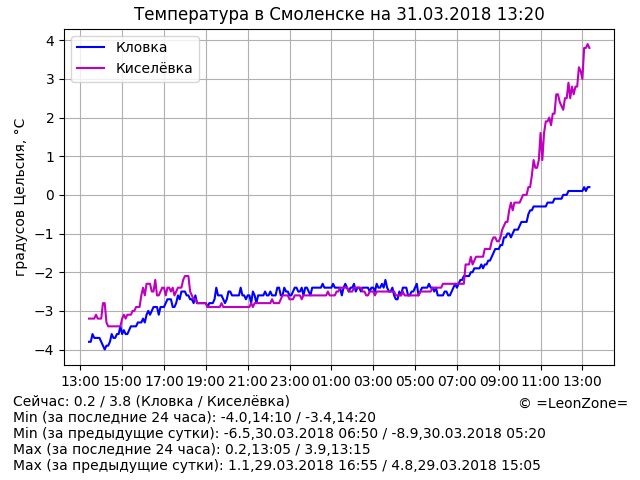 Температура в Смоленске на 31.03.2018 13:20
Кловка
Киселёвка
градусов Цельсия, °C
4
3
2
1
0
−1
−2
−3
−4
13:00 15:00 17:00 19:00 21:00 23:00 01:00 03:00 05:00 07:00 09:00 11:00 13:00
Сейчас: 0.2 / 3.8 (Кловка / Киселёвка)
© =LeonZone=
Min (за последние 24 часа): -4.0,14:10 / -3.4,14:20
Min (за предыдущие сутки): -6.5,30.03.2018 06:50 / -8.9,30.03.2018 05:20
Max (за последние 24 часа): 0.2,13:05 / 3.9,13:15
Max (за предыдущие сутки): 1.1,29.03.2018 16:55 / 4.8,29.03.2018 15:05